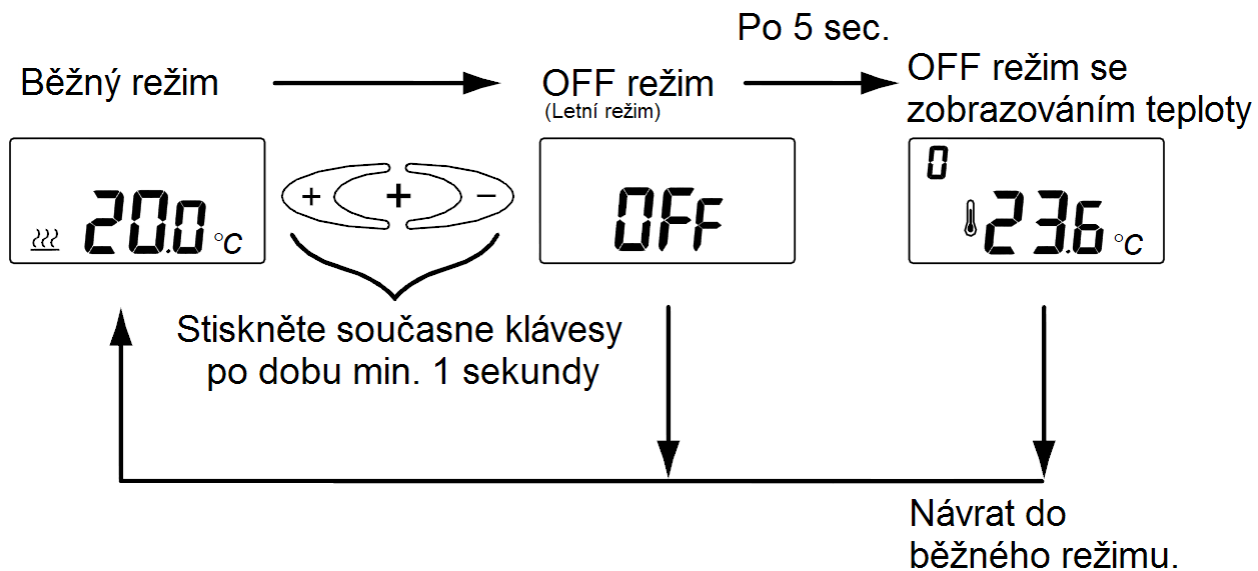 Po 5 sec.
Běžný režim
OFF režim
(Letní režim)
OFF režim se
zobrazováním teploty
20.0 °C
+ + −
OFF
0
23.6 °C
Stiskněte současne klávesy
po dobu min. 1 sekundy
Návrat do
běžného režimu.